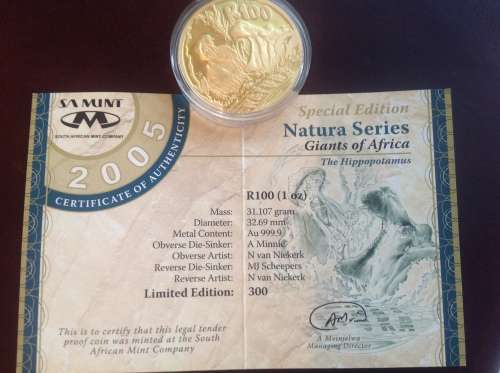 R100
SA MINT
SOUTH AFRICAN MINT COMPANY
2005
CERTIFICATE OF AUTHENTICITY
Special Edition
Natura Series
Giants of Africa
The Hippopotamus
R100 (1 oz)
Mass: 31.107 gram
Diameter: 32.69 mm
Metal Content: Au 999.9
Obverse Die-Sinker: A Minnie
Obverse Artist: N van Niekerk
Reverse Die-Sinker: MJ Scheepers
Reverse Artist: N van Niekerk
Limited Edition: 300
This is to certify that this legal tender
proof coin was minted at the South
African Mint Company
A Mvinjelwa
Managing Director